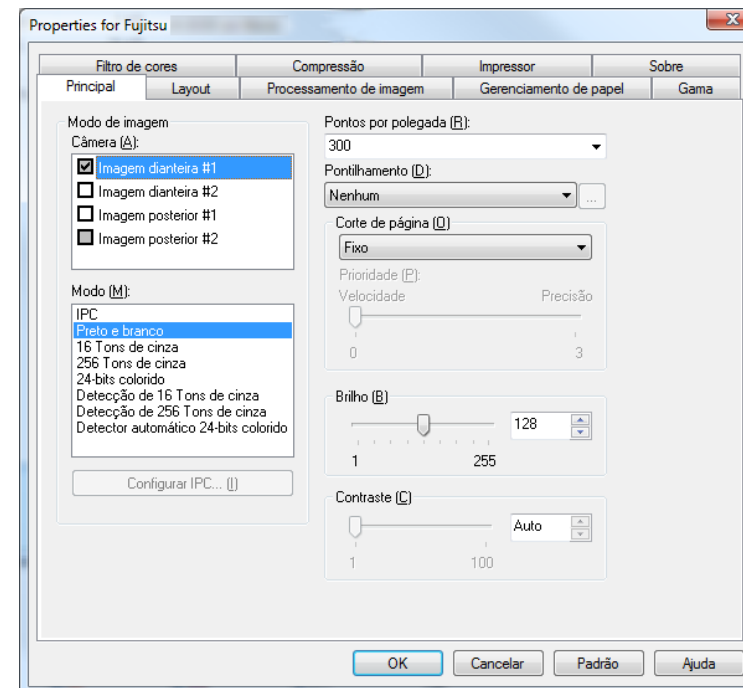 Properties for Fujitsu
Filtro de cores
Compressão
Impressor
Sobre
Principal
Layout
Processamento de imagem
Gerenciamento de papel
Gama
Modo de imagem
Câmera (A):
Imagem dianteira #1
Imagem dianteira #2
Imagem posterior #1
Imagem posterior #2
Modo (M):
IPC
Preto e branco
16 Tons de cinza
256 Tons de cinza
24-bits colorido
Detecção de 16 Tons de cinza
Detecção de 256 Tons de cinza
Detector automático 24-bits colorido
Configurar IPC... (I)
Pontos por polegada (R):
300
Pontilhamento (D):
Nenhum
...
Corte de página (O)
Fixo
Prioridade (P):
Velocidade
Precisão
0
3
Brilho (B)
128
1
255
Contraste (C)
Auto
1
100
OK
Cancelar
Padrão
Ajuda